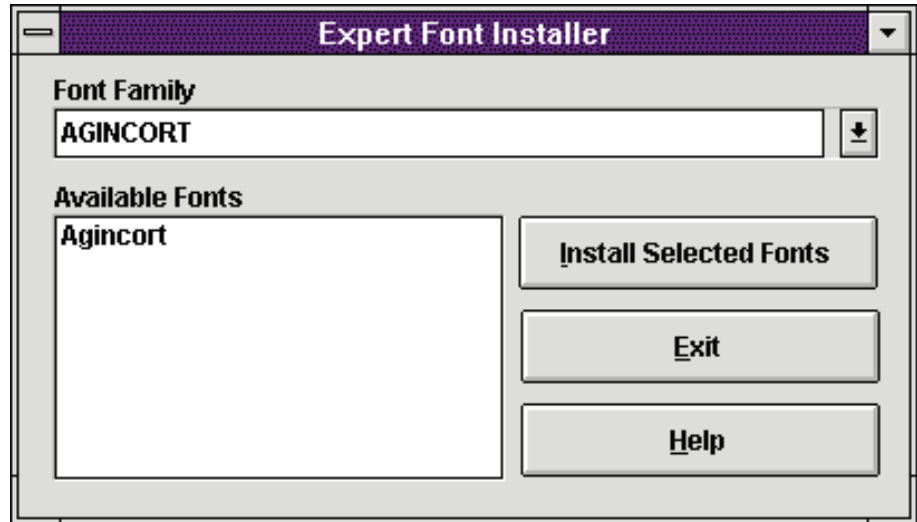 Expert Font Installer
Font Family
AGINCORT
Available Fonts
Agincort
Install Selected Fonts
Exit
Help